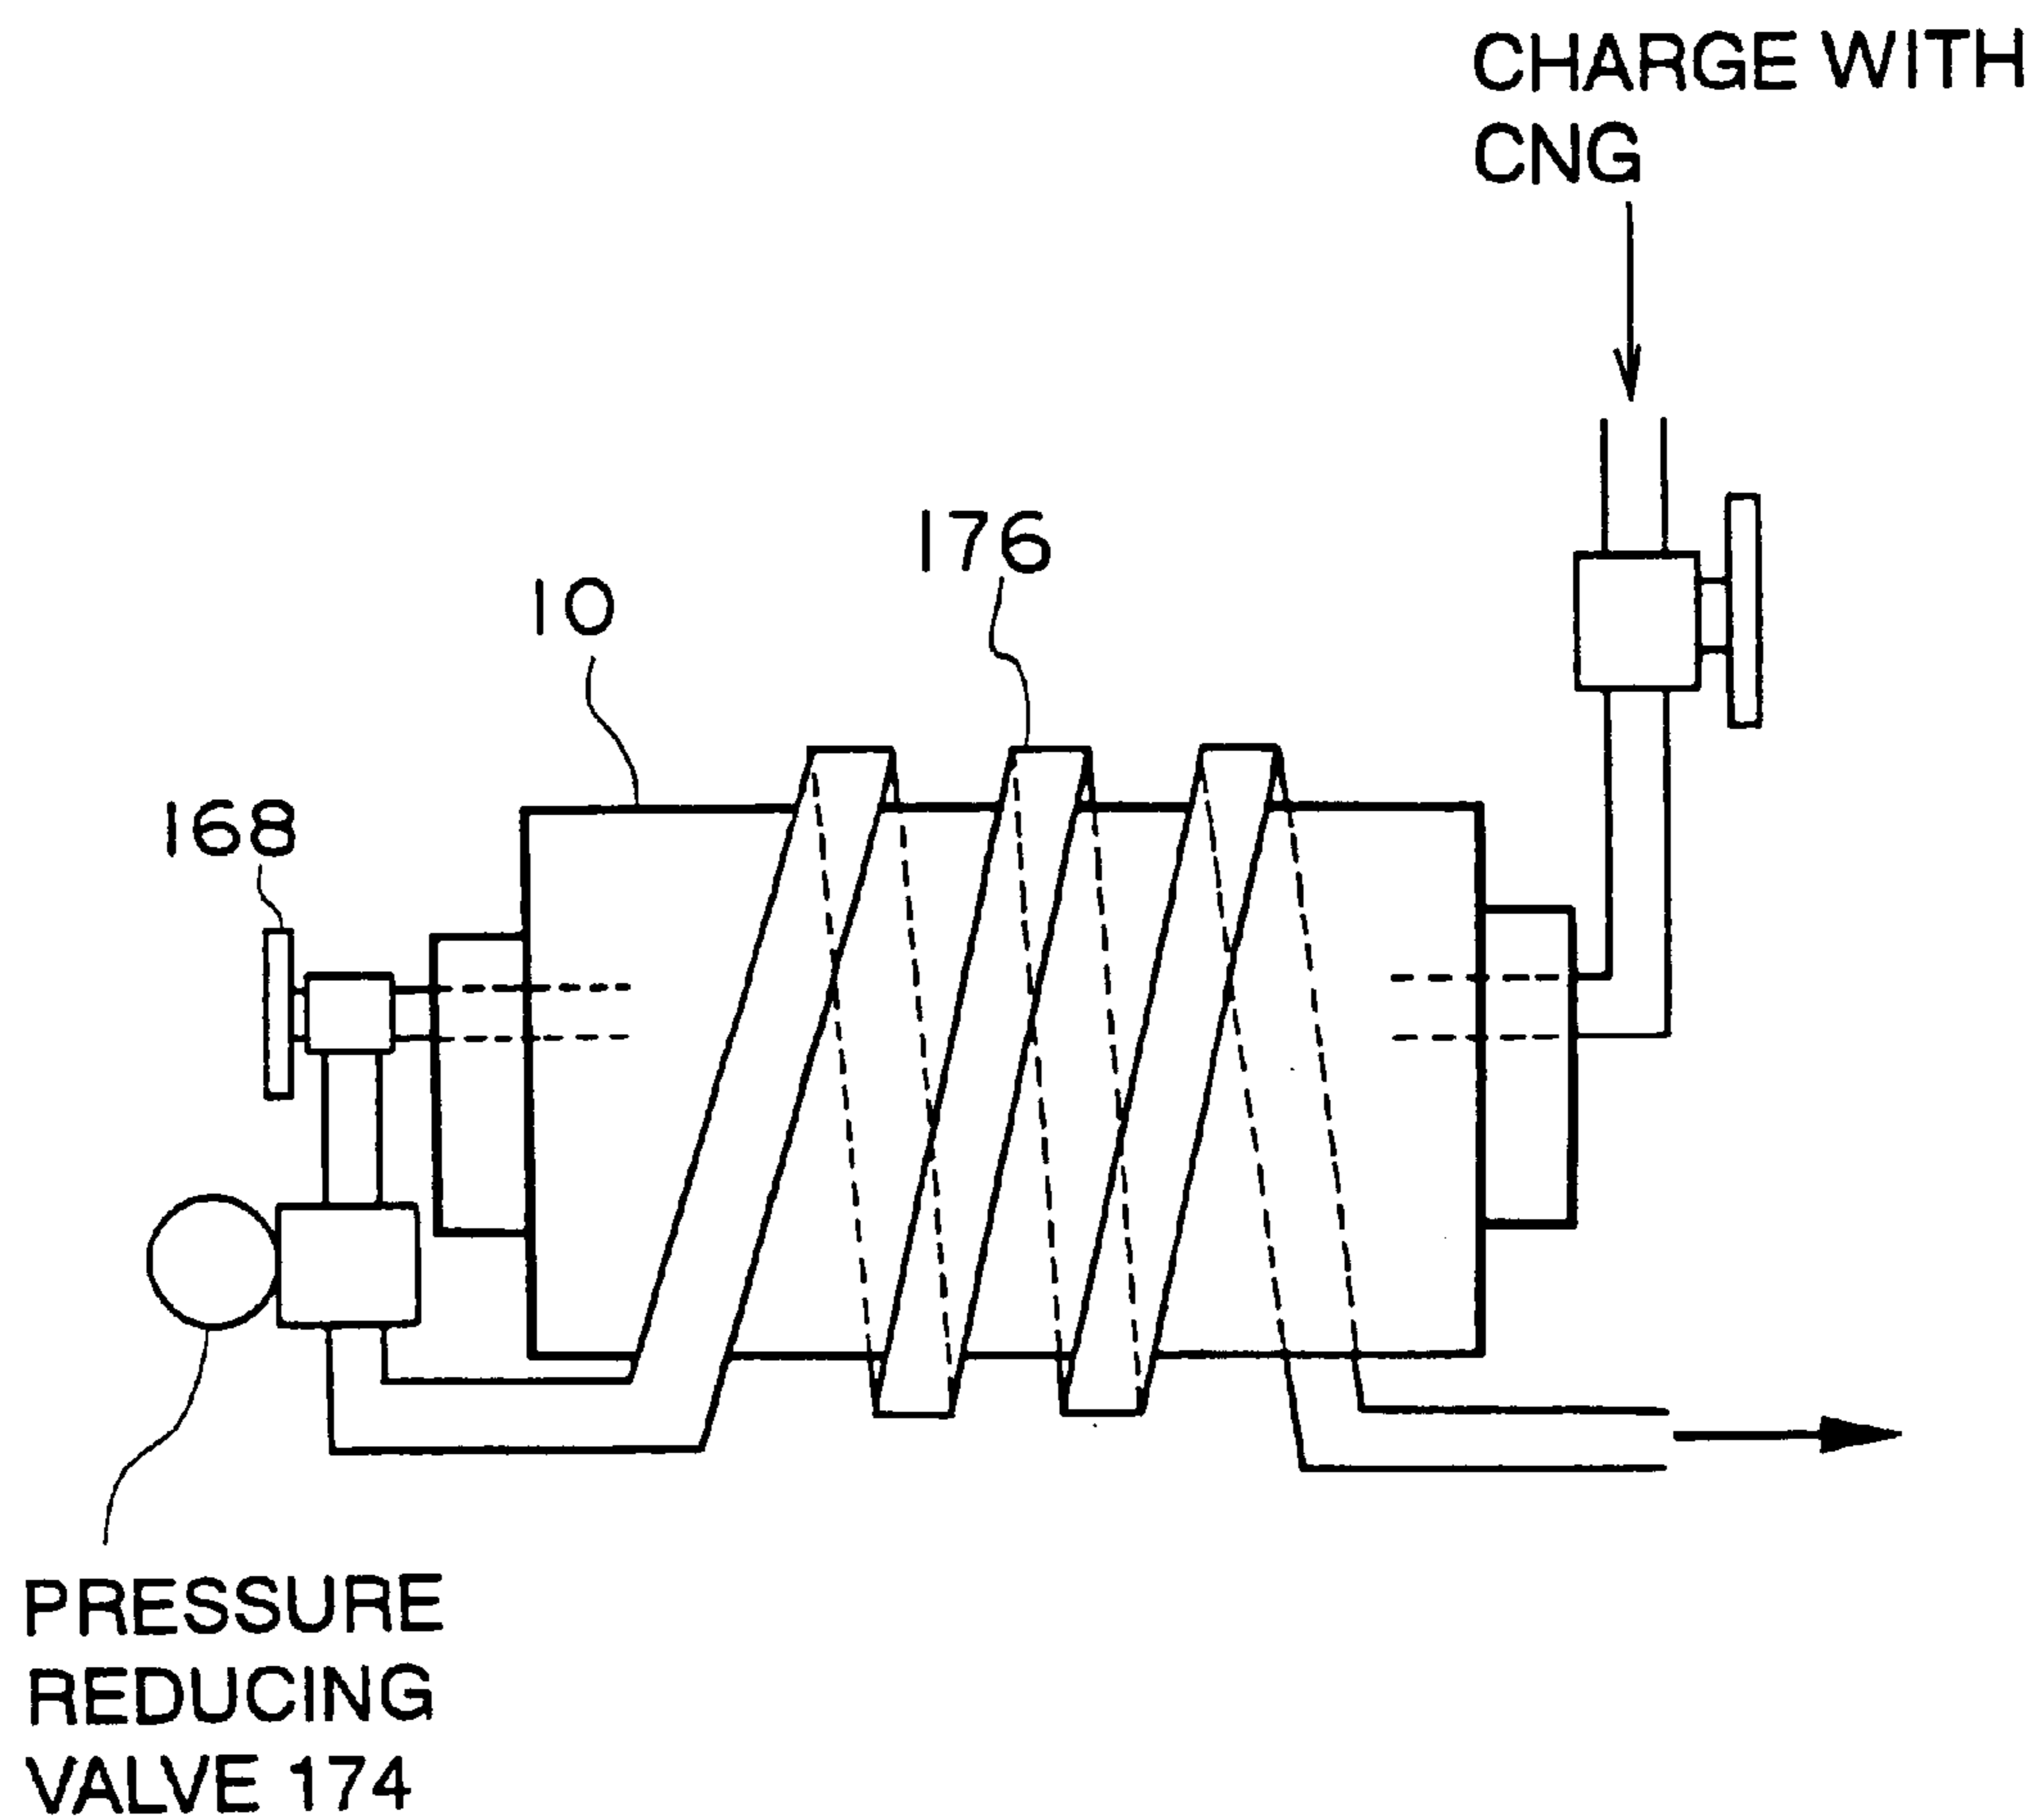 CHARGE WITH
CNG
176
10
168
PRESSURE
REDUCING
VALVE 174